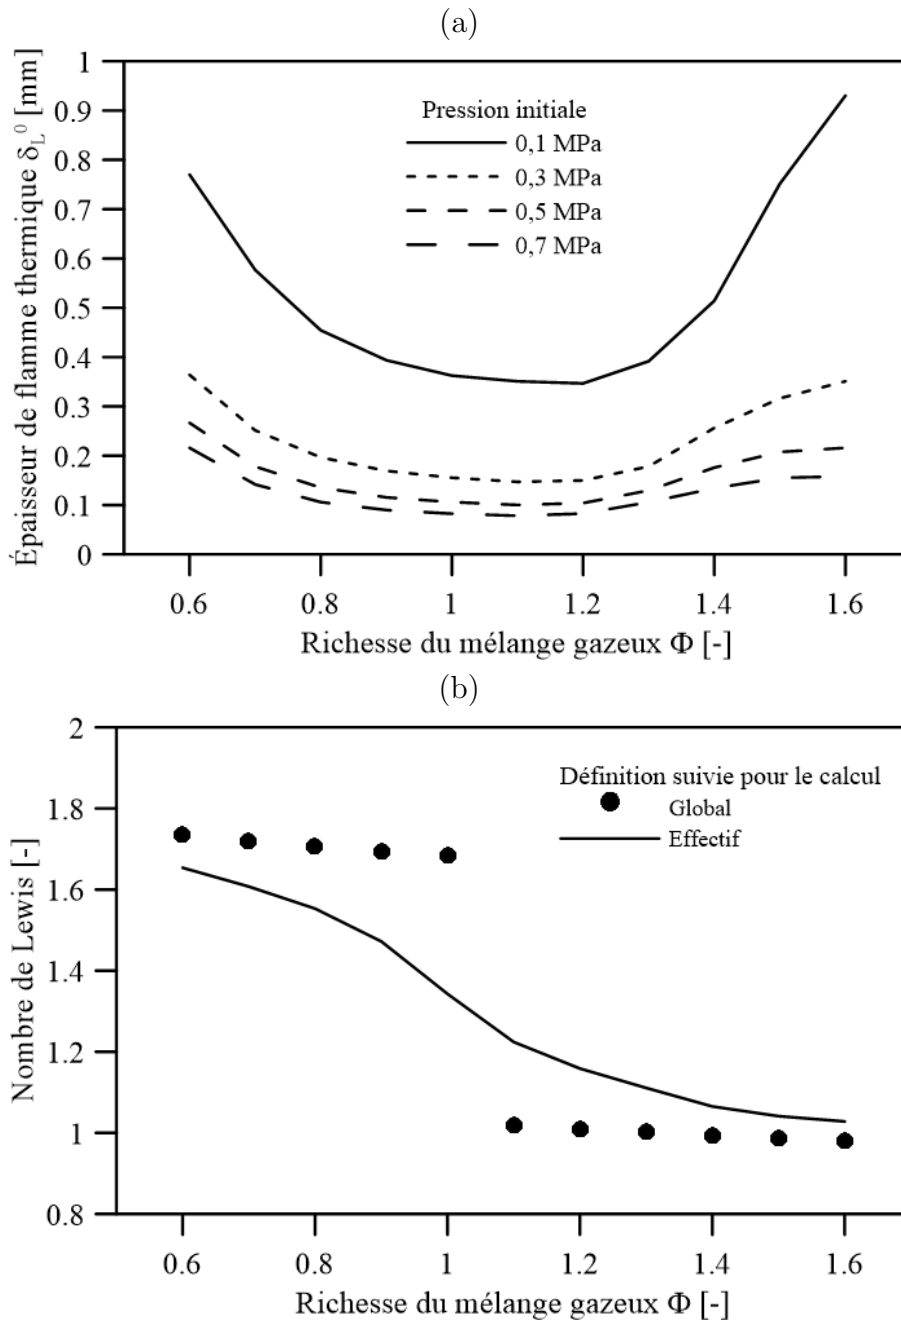 (a)
Épaisseur de flamme thermique δ_L^0 [mm]
1
0.9
0.8
0.7
0.6
0.5
0.4
0.3
0.2
0.1
0
Pression initiale
0,1 MPa
0,3 MPa
0,5 MPa
0,7 MPa
0.6 0.8 1 1.2 1.4 1.6
Richesse du mélange gazeux Φ [-]
(b)
Nombre de Lewis [-]
2
1.8
1.6
1.4
1.2
1
0.8
Définition suivie pour le calcul
Global
Effectif
0.6 0.8 1 1.2 1.4 1.6
Richesse du mélange gazeux Φ [-]